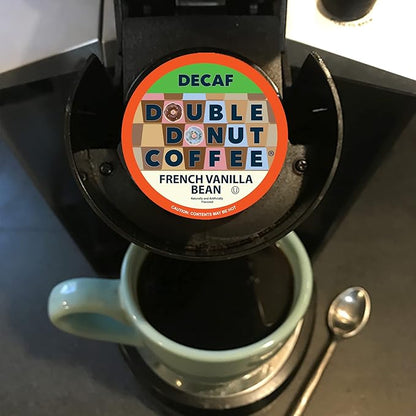 DECAF
DOUBLE
DONUT
COFFEE®
FRENCH VANILLA
BEAN Ⓤ
Naturally and Artificially
Flavored
CAUTION: CONTENTS MAY BE HOT